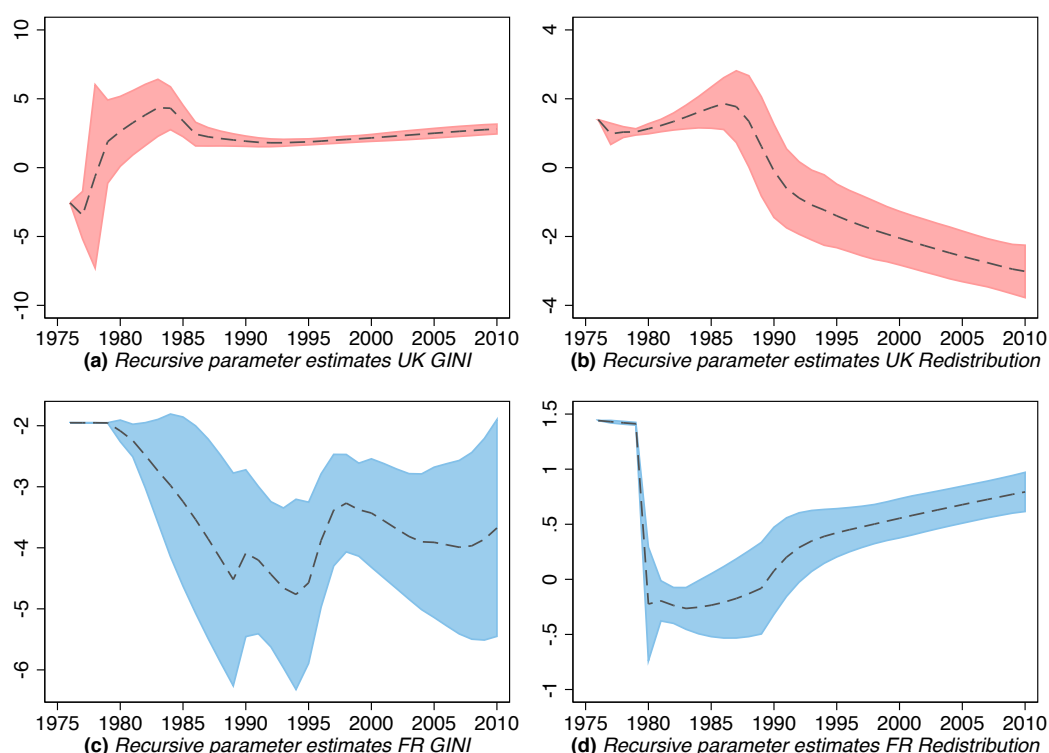 10
5
0
-5
-10
1975 1980 1985 1990 1995 2000 2005 2010
(a) Recursive parameter estimates UK GINI
4
2
0
-2
-4
1975 1980 1985 1990 1995 2000 2005 2010
(b) Recursive parameter estimates UK Redistribution
-2
-3
-4
-5
-6
1975 1980 1985 1990 1995 2000 2005 2010
(c) Recursive parameter estimates FR GINI
1.5
1
.5
0
-.5
-1
1975 1980 1985 1990 1995 2000 2005 2010
(d) Recursive parameter estimates FR Redistribution